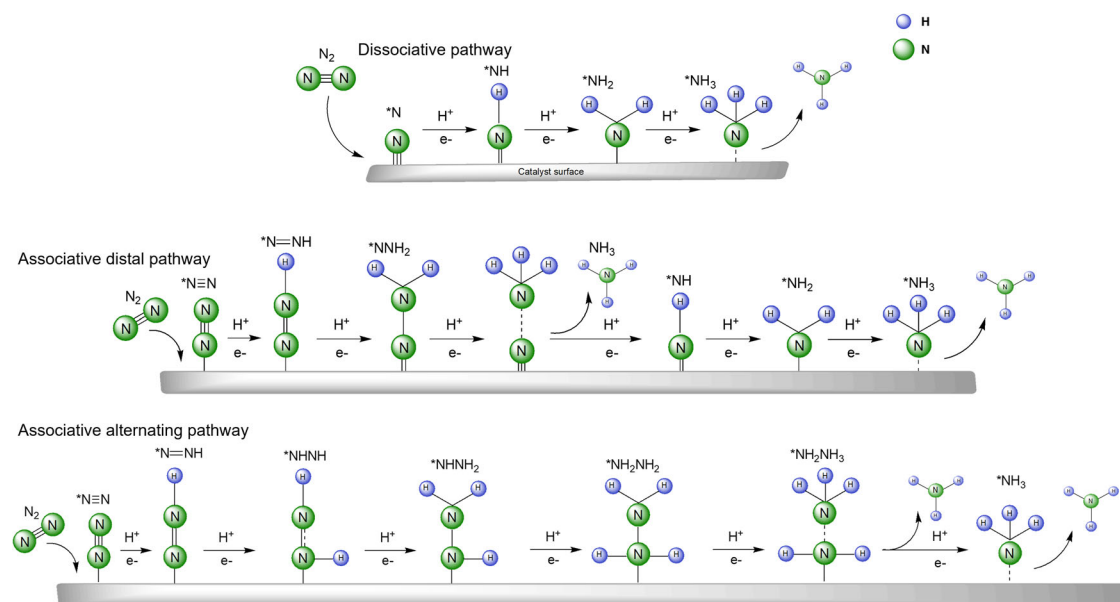 H
N
Dissociative pathway
N₂
N≡N
*N
N
H⁺
e-
*NH
H
N
H⁺
e-
*NH₂
H H
N
H⁺
e-
*NH₃
H H H
N
H N H
H
Catalyst surface
Associative distal pathway
N₂
N N
*N≡N
N
N
H⁺
e-
*N=NH
H
N
N
H⁺
e-
*NNH₂
H H
N
N
H⁺
e-
H H H
N
N
NH₃
H N H
H
H⁺
e-
*NH
H
N
H⁺
e-
*NH₂
H H
N
H⁺
e-
*NH₃
H H H
N
H N H
H
Associative alternating pathway
N₂
N N
*N≡N
N
N
H⁺
e-
*N=NH
H
N
N
H⁺
e-
*NHNH
H
N
N H
H⁺
e-
*NHNH₂
H H
N
N H
H⁺
e-
*NH₂NH₂
H H
N
H N H
H⁺
e-
*NH₂NH₃
H H H
N
H N H
H N H
H
H⁺
e-
*NH₃
H H H
N
H N H
H